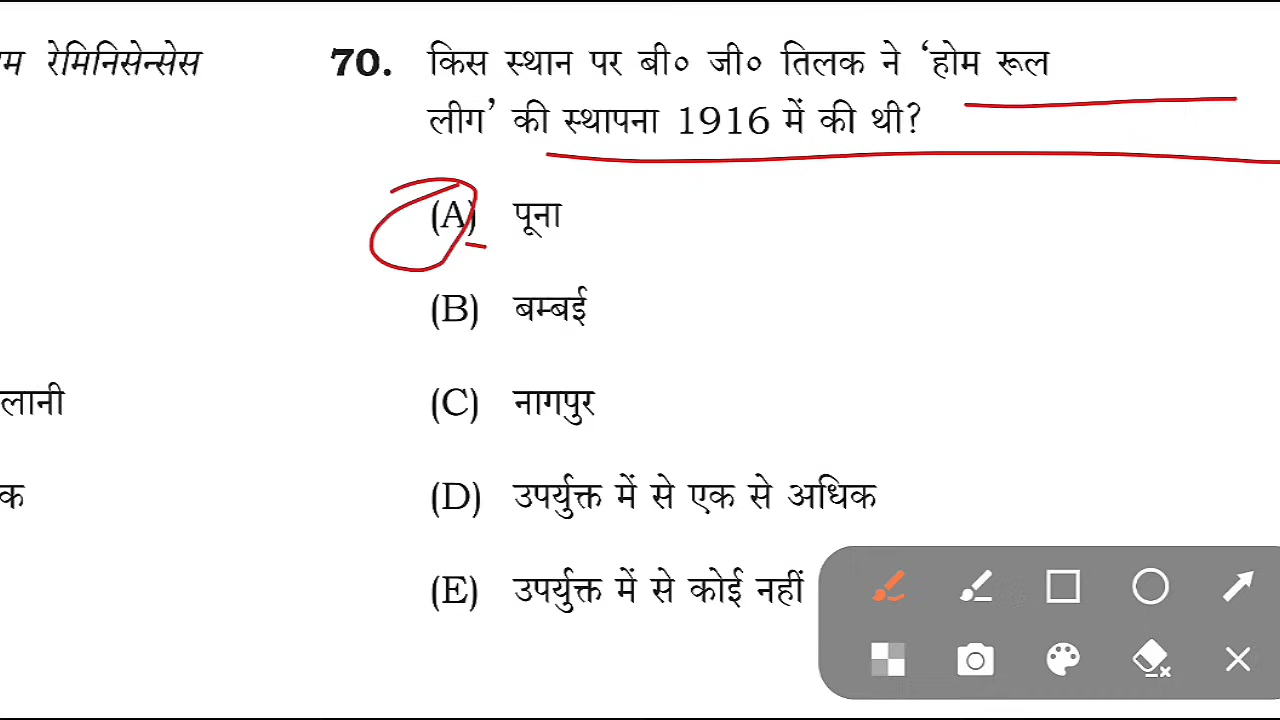 म रेमिनिसेन्सेस
लानी
क
70. किस स्थान पर बी० जी० तिलक ने ‘होम रूल
लीग’ की स्थापना 1916 में की थी?
(A) पूना
(B) बम्बई
(C) नागपुर
(D) उपर्युक्त में से एक से अधिक
(E) उपर्युक्त में से कोई नहीं